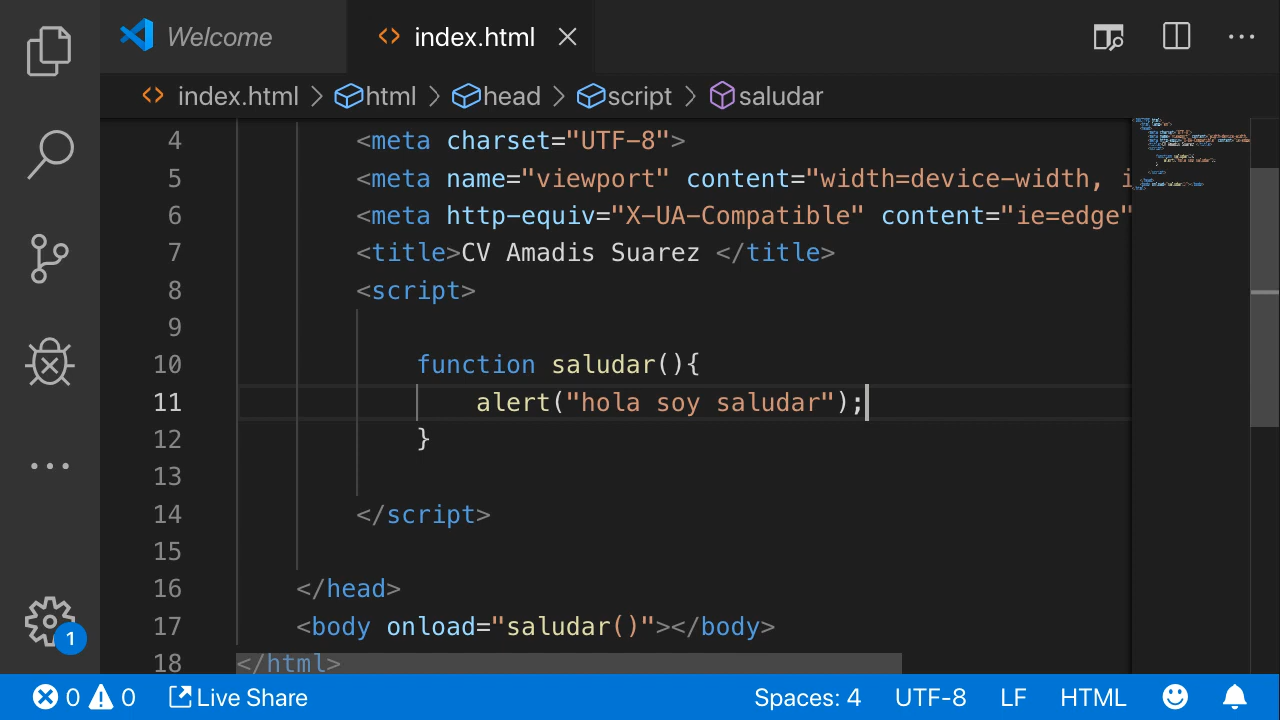 Welcome
index.html
index.html html head script saludar
4 <meta charset="UTF-8">
5 <meta name="viewport" content="width=device-width, i
6 <meta http-equiv="X-UA-Compatible" content="ie=edge"
7 <title>CV Amadis Suarez </title>
8 <script>
9
10 function saludar(){
11 alert("hola soy saludar");
12 }
13
14 </script>
15
16 </head>
17 <body onload="saludar()"></body>
18 </html>
1
0 0 Live Share Spaces: 4 UTF-8 LF HTML